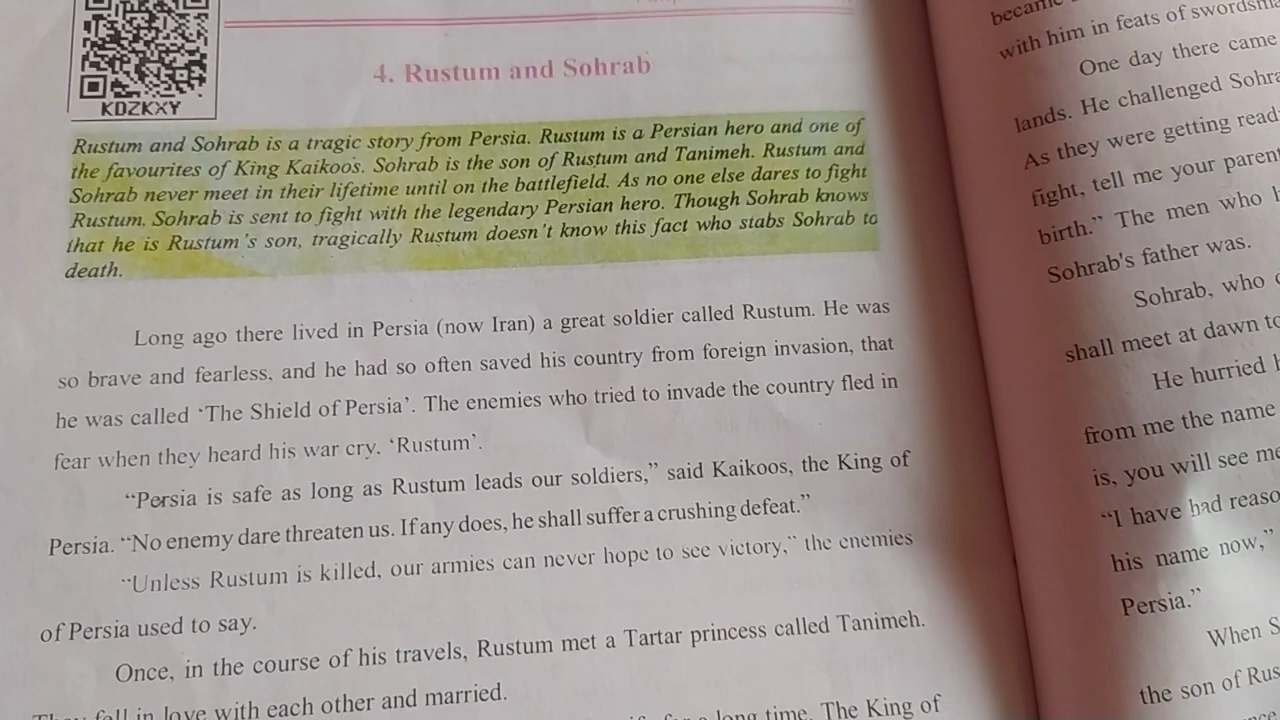 KDZKXY
4. Rustum and Sohrab
Rustum and Sohrab is a tragic story from Persia. Rustum is a Persian hero and one of
the favourites of King Kaikoos. Sohrab is the son of Rustum and Tanimeh. Rustum and
Sohrab never meet in their lifetime until on the battlefield. As no one else dares to fight
Rustum. Sohrab is sent to fight with the legendary Persian hero. Though Sohrab knows
that he is Rustum's son, tragically Rustum doesn't know this fact who stabs Sohrab to
death.
Long ago there lived in Persia (now Iran) a great soldier called Rustum. He was
so brave and fearless, and he had so often saved his country from foreign invasion, that
he was called ‘The Shield of Persia’. The enemies who tried to invade the country fled in
fear when they heard his war cry. ‘Rustum’.
“Persia is safe as long as Rustum leads our soldiers,” said Kaikoos, the King of
Persia. “No enemy dare threaten us. If any does, he shall suffer a crushing defeat.”
“Unless Rustum is killed, our armies can never hope to see victory,” the enemies
of Persia used to say.
Once, in the course of his travels, Rustum met a Tartar princess called Tanimeh.
They fell in love with each other and married.
for a long time. The King of
became
with him in feats of
One day there came
lands. He challenged
As they were getting
fight, tell me your
birth.” The men who
Sohrab's father was.
Sohrab, who
shall meet at dawn
He hurried
from me the name
is, you will see
“I have had
his name now,”
Persia.”
When
the son of